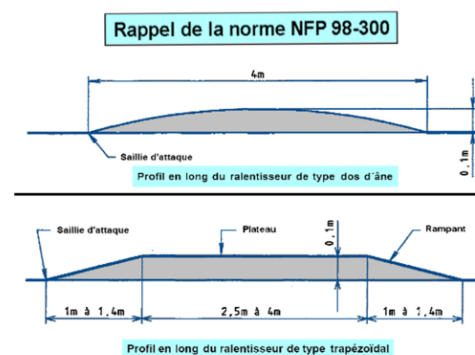 Rappel de la norme NFP 98-300
4m
0,1m
Saillie d'attaque
Profil en long du ralentisseur de type dos d'âne
Saillie d'attaque
Plateau
0,1m
Rampant
1m à 1,4m
2,5m à 4m
1m à 1,4m
Profil en long du ralentisseur de type trapézoïdal